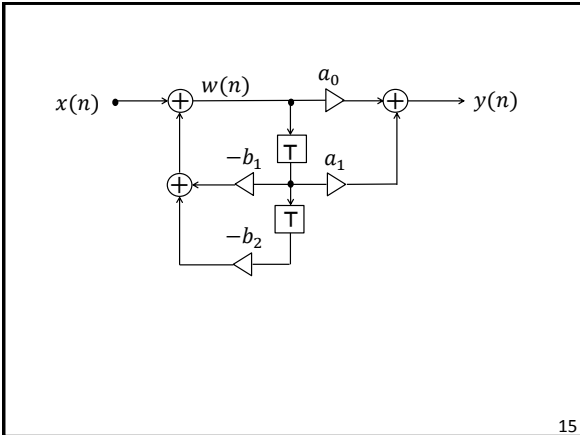 a₀
w(n)
x(n)
+
+
y(n)
T
−b₁
a₁
+
T
−b₂
15